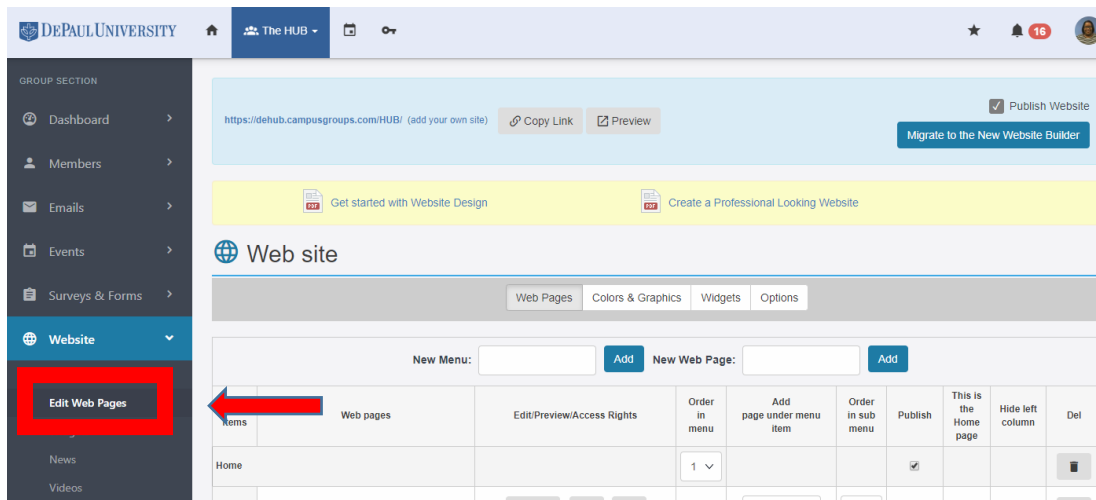 DEPAUL UNIVERSITY
The HUB
16
GROUP SECTION
Dashboard
Members
Emails
Events
Surveys & Forms
Website
Edit Web Pages
News
Videos
https://dehub.campusgroups.com/HUB/ (add your own site)
Copy Link
Preview
Publish Website
Migrate to the New Website Builder
PDF
Get started with Website Design
PDF
Create a Professional Looking Website
Web site
Web Pages
Colors & Graphics
Widgets
Options
New Menu:
Add
New Web Page:
Add
Web pages
Edit/Preview/Access Rights
Order
in
menu
Add
page under menu
item
Order
in sub
menu
Publish
This is
the
Home
page
Hide left
column
Del
Home
1